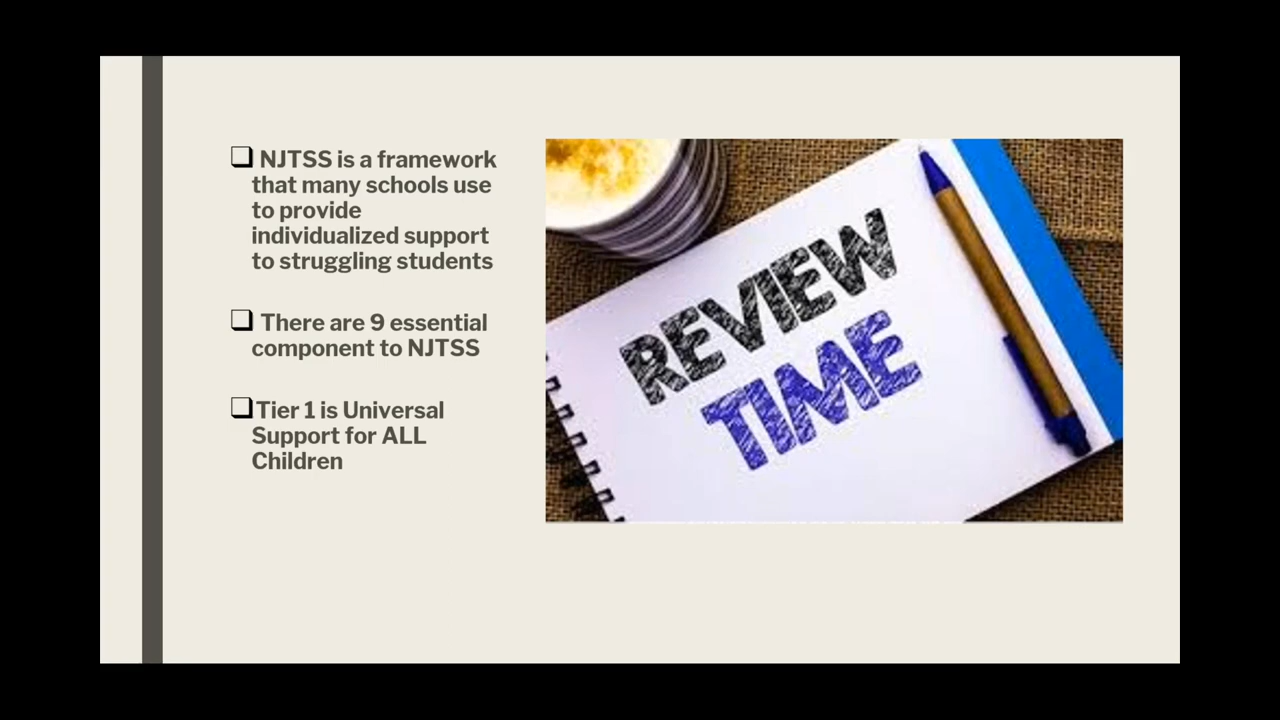 NJTSS is a framework
that many schools use
to provide
individualized support
to struggling students
There are 9 essential
component to NJTSS
Tier 1 is Universal
Support for ALL
Children
REVIEW
TIME